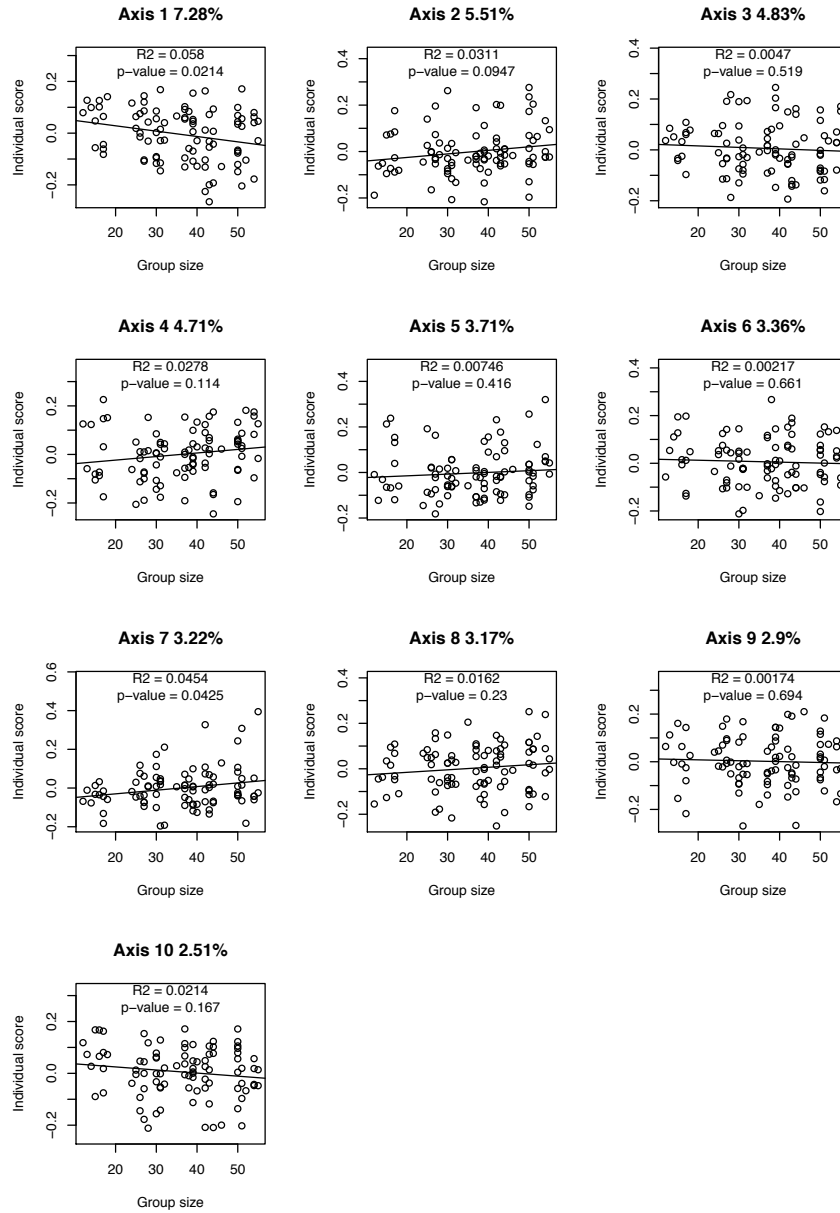 Axis 1 7.28%
R2 = 0.058
p−value = 0.0214
Individual score
−0.2 0.0 0.2
20 30 40 50
Group size
Axis 2 5.51%
R2 = 0.0311
p−value = 0.0947
Individual score
−0.2 0.0 0.2 0.4
20 30 40 50
Group size
Axis 3 4.83%
R2 = 0.0047
p−value = 0.519
Individual score
−0.2 0.0 0.2 0.4
20 30 40 50
Group size
Axis 4 4.71%
R2 = 0.0278
p−value = 0.114
Individual score
−0.2 0.0 0.2
20 30 40 50
Group size
Axis 5 3.71%
R2 = 0.00746
p−value = 0.416
Individual score
−0.2 0.0 0.2 0.4
20 30 40 50
Group size
Axis 6 3.36%
R2 = 0.00217
p−value = 0.661
Individual score
−0.2 0.0 0.2 0.4
20 30 40 50
Group size
Axis 7 3.22%
R2 = 0.0454
p−value = 0.0425
Individual score
−0.2 0.0 0.2 0.4 0.6
20 30 40 50
Group size
Axis 8 3.17%
R2 = 0.0162
p−value = 0.23
Individual score
−0.2 0.0 0.2 0.4
20 30 40 50
Group size
Axis 9 2.9%
R2 = 0.00174
p−value = 0.694
Individual score
−0.2 0.0 0.2
20 30 40 50
Group size
Axis 10 2.51%
R2 = 0.0214
p−value = 0.167
Individual score
−0.2 0.0 0.2
20 30 40 50
Group size